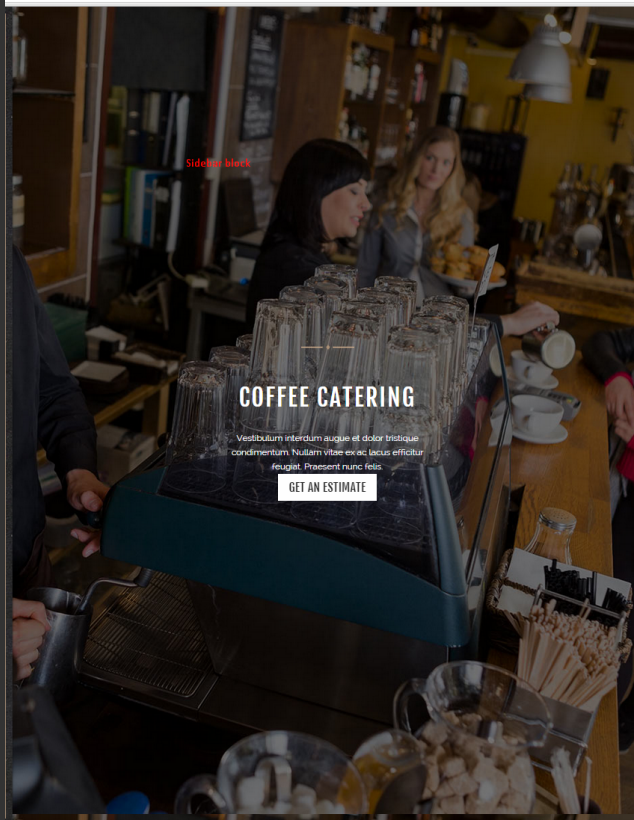 Sidebar block
COFFEE CATERING
Vestibulum interdum augue et dolor tristique
condimentum. Nullam vitae ex ac lacus efficitur
feugiat. Praesent nunc felis.
GET AN ESTIMATE